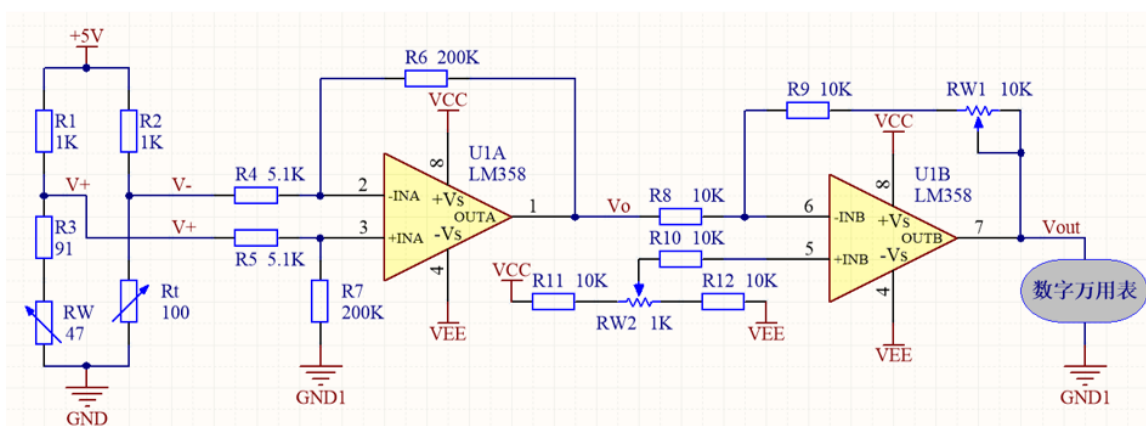 +5V
R1
1K
R2
1K
V+
V-
V+
R3
91
RW
47
Rt
100
GND
R4 5.1K
R5 5.1K
R6 200K
R7
200K
GND1
VCC
U1A
LM358
8
2
-INA
+Vs
OUTA
1
3
+INA
-Vs
4
VEE
Vo
R8 10K
R9 10K
RW1 10K
R10 10K
VCC
R11 10K
RW2 1K
R12 10K
VEE
VCC
U1B
LM358
8
6
-INB
+Vs
OUTB
7
5
+INB
-Vs
4
VEE
Vout
数字万用表
GND1